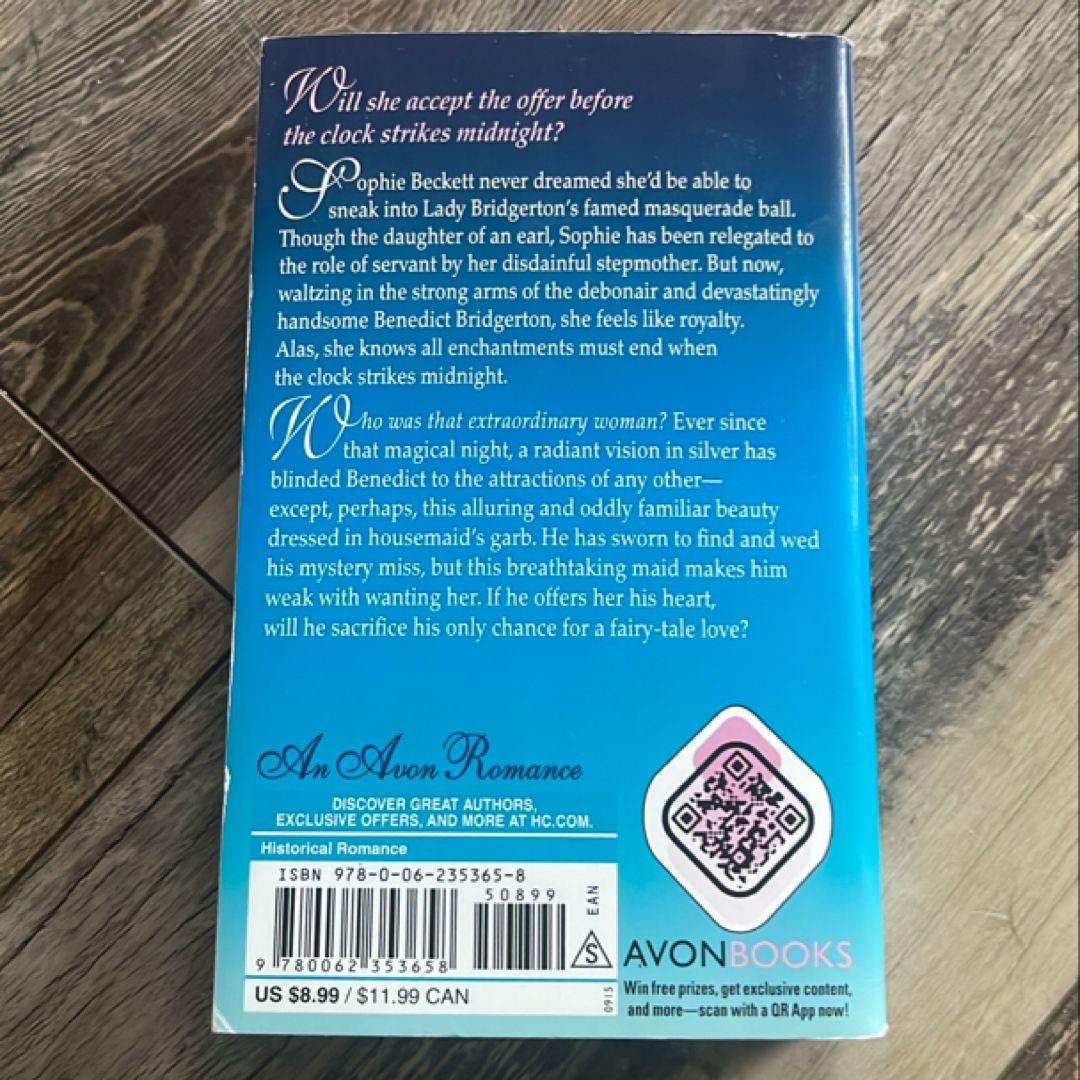 Will she accept the offer before
the clock strikes midnight?
Sophie Beckett never dreamed she'd be able to
sneak into Lady Bridgerton's famed masquerade ball.
Though the daughter of an earl, Sophie has been relegated to
the role of servant by her disdainful stepmother. But now,
waltzing in the strong arms of the debonair and devastatingly
handsome Benedict Bridgerton, she feels like royalty.
Alas, she knows all enchantments must end when
the clock strikes midnight.
Who was that extraordinary woman? Ever since
that magical night, a radiant vision in silver has
blinded Benedict to the attractions of any other—
except, perhaps, this alluring and oddly familiar beauty
dressed in housemaid's garb. He has sworn to find and wed
his mystery miss, but this breathtaking maid makes him
weak with wanting her. If he offers her his heart,
will he sacrifice his only chance for a fairy-tale love?
An Avon Romance
DISCOVER GREAT AUTHORS,
EXCLUSIVE OFFERS, AND MORE AT HC.COM.
Historical Romance
ISBN 978-0-06-235365-8
50899
EAN
S
9 780062 353658
US $8.99 / $11.99 CAN
0915
AVONBOOKS
Win free prizes, get exclusive content,
and more—scan with a QR App now!